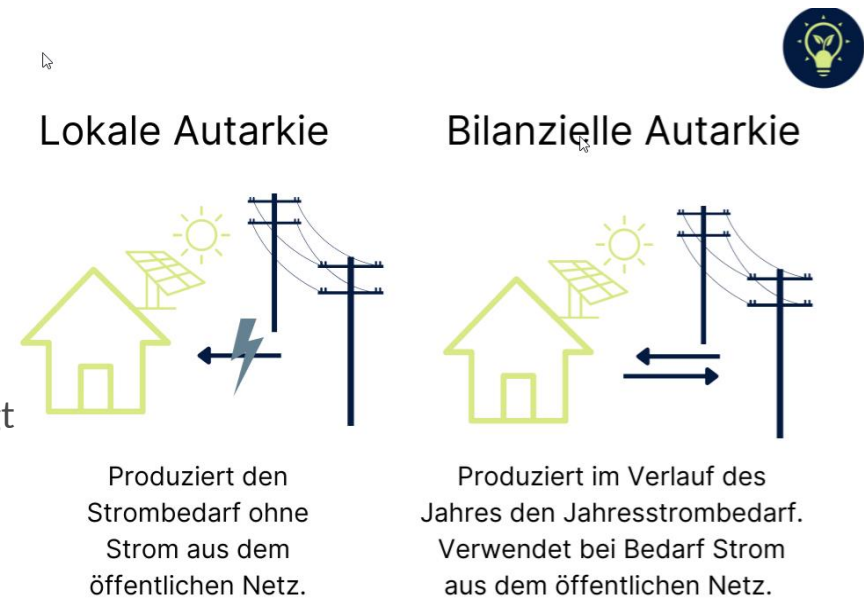 Lokale Autarkie
Bilanzielle Autarkie
t
Produziert den
Strombedarf ohne
Strom aus dem
öffentlichen Netz.
Produziert im Verlauf des
Jahres den Jahresstrombedarf.
Verwendet bei Bedarf Strom
aus dem öffentlichen Netz.